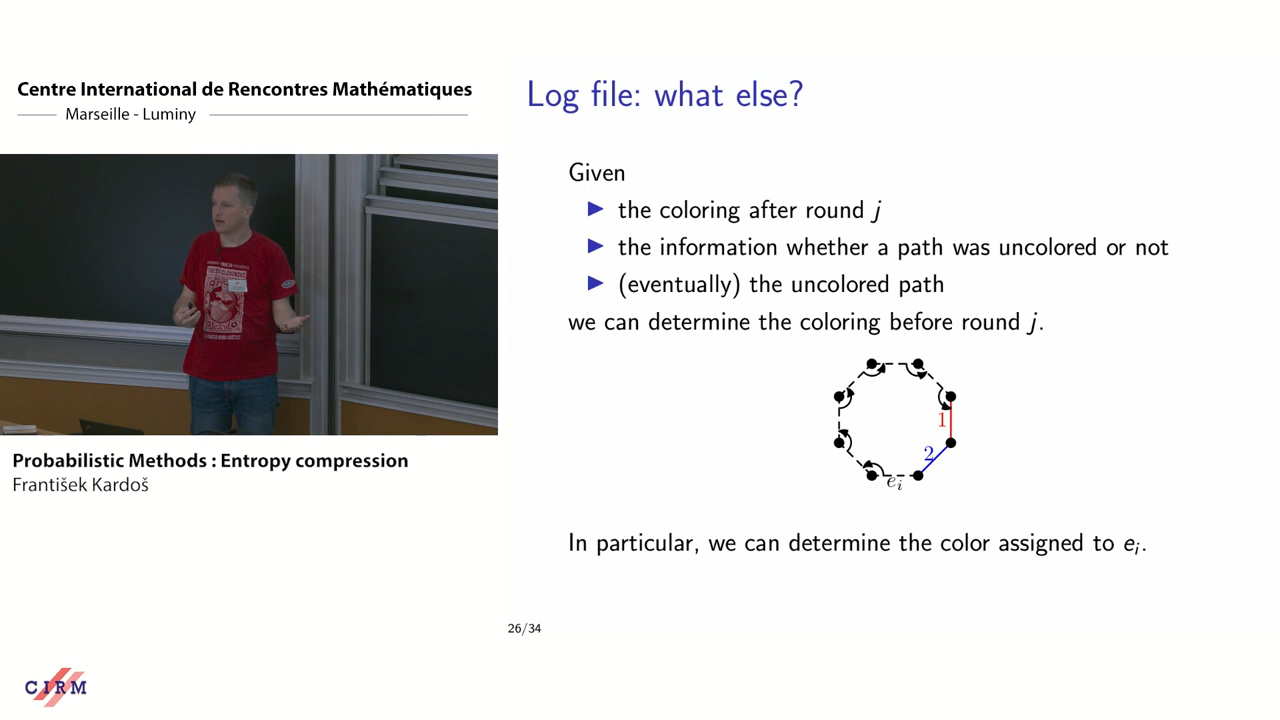 Centre International de Rencontres Mathématiques
Marseille - Luminy
Probabilistic Methods : Entropy compression
František Kardoš
CIRM
Log file: what else?
Given
▶ the coloring after round j
▶ the information whether a path was uncolored or not
▶ (eventually) the uncolored path
we can determine the coloring before round j.
1
2
e_i
In particular, we can determine the color assigned to e_i.
26/34